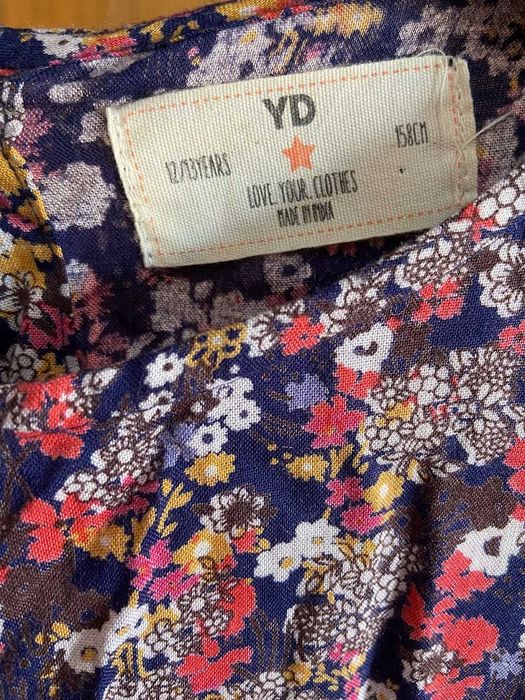 YD
12/13YEARS
158CM
LOVE.YOUR.CLOTHES
MADE IN INDIA